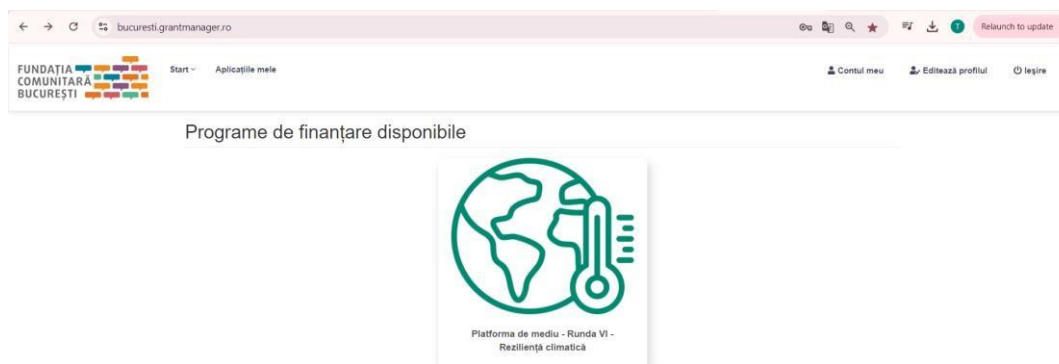 bucuresti.grantmanager.ro
T
Relaunch to update
FUNDAȚIA
COMUNITARĂ
BUCUREȘTI
Start
Aplicațiile mele
Contul meu
Editează profilul
Ieșire
Programe de finanțare disponibile
Platforma de mediu - Runda VI -
Reziliență climatică